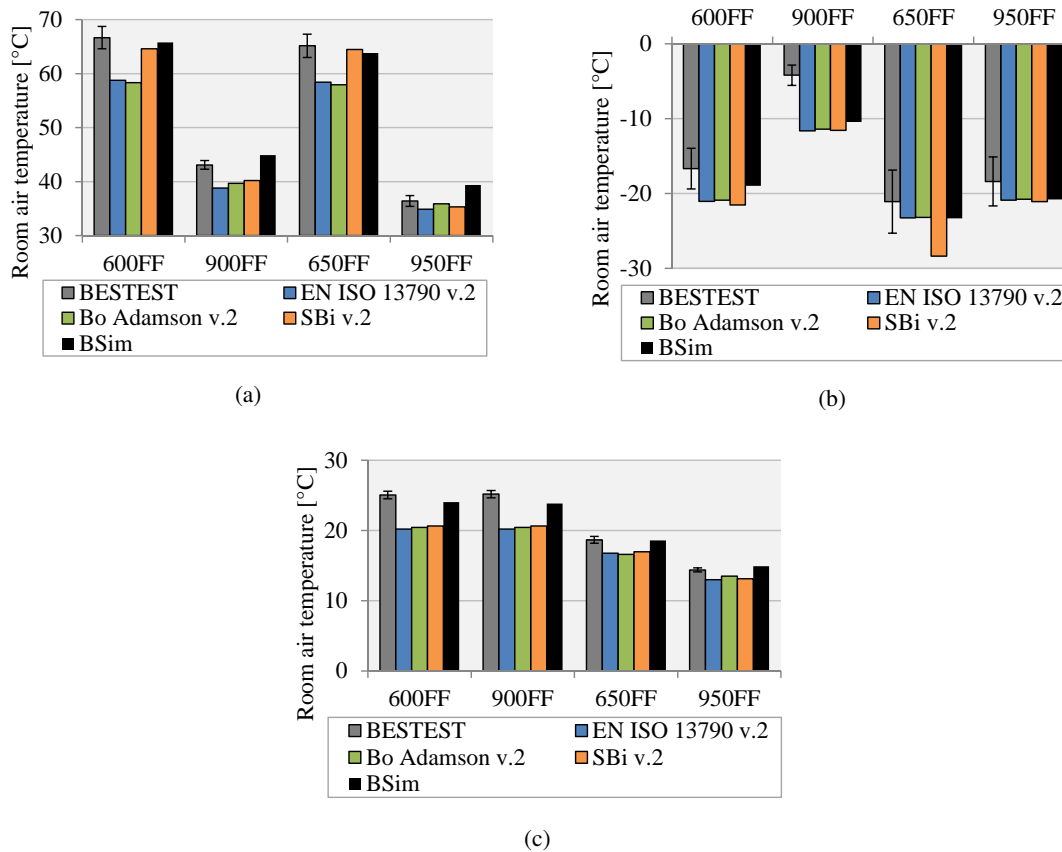 Room air temperature [°C]
70
60
50
40
30
600FF 900FF 650FF 950FF
BESTEST EN ISO 13790 v.2
Bo Adamson v.2 SBi v.2
BSim
(a)
Room air temperature [°C]
600FF 900FF 650FF 950FF
0
-10
-20
-30
BESTEST EN ISO 13790 v.2
Bo Adamson v.2 SBi v.2
BSim
(b)
Room air temperature [°C]
30
20
10
0
600FF 900FF 650FF 950FF
BESTEST EN ISO 13790 v.2
Bo Adamson v.2 SBi v.2
BSim
(c)